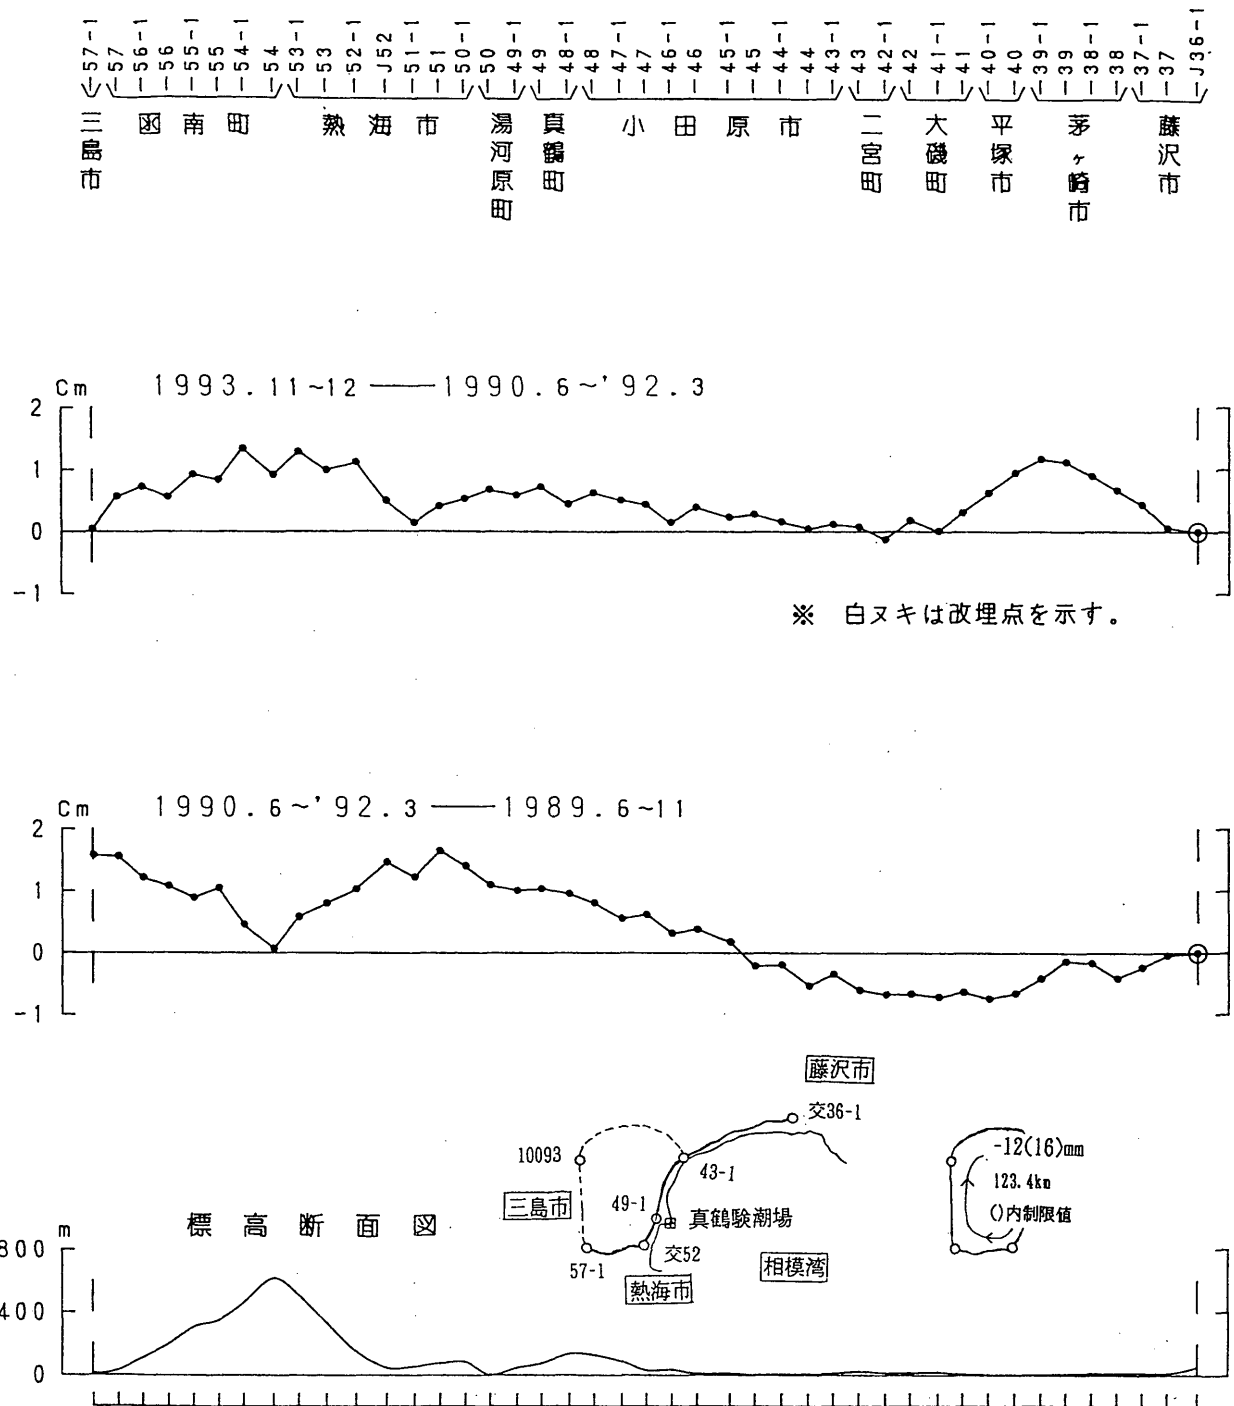 57-1
57
56-1
56
55-1
55
54-1
54
53-1
53
52-1
J52
51-1
51
50-1
50
49-1
49
48-1
48
47-1
47
46-1
46
45-1
45
44-1
44
43-1
43
42-1
42
41-1
41
40-1
40
39-1
39
38-1
38
37-1
37
J36-1
三島市
函南町
熱海市
湯河原町
真鶴町
小田原市
二宮町
大磯町
平塚市
茅ヶ崎市
藤沢市
Cm 1993.11~12 —— 1990.6~'92.3
2
1
0
-1
※ 白ヌキは改埋点を示す。
Cm 1990.6~'92.3 —— 1989.6~11
2
1
0
-1
藤沢市
交36-1
10093
43-1
三島市
49-1
真鶴験潮場
57-1
交52
熱海市
相模湾
-12(16)mm
123.4km
()内制限値
m 標高断面図
800
400
0